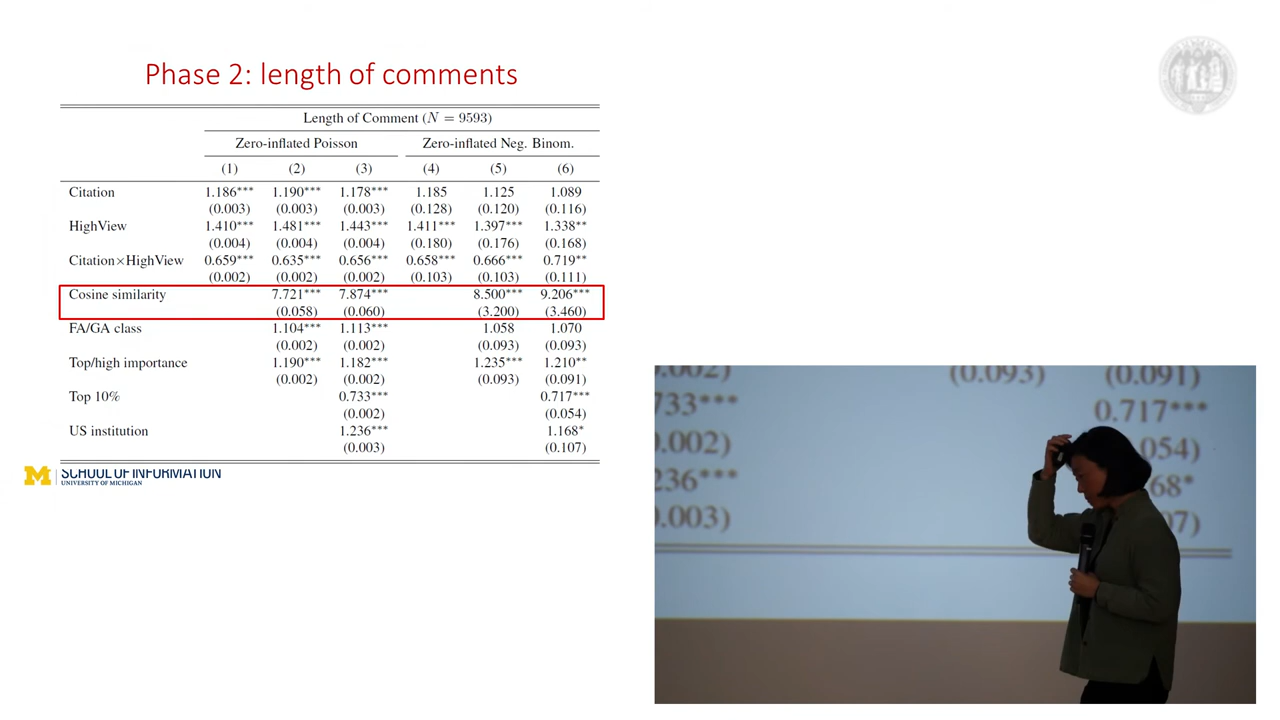 Phase 2: length of comments
Length of Comment (N = 9593)
Zero-inflated Poisson Zero-inflated Neg. Binom.
(1) (2) (3) (4) (5) (6)
Citation 1.186*** 1.190*** 1.178*** 1.185 1.125 1.089
(0.003) (0.003) (0.003) (0.128) (0.120) (0.116)
HighView 1.410*** 1.481*** 1.443*** 1.411*** 1.397*** 1.338**
(0.004) (0.004) (0.004) (0.180) (0.176) (0.168)
Citation×HighView 0.659*** 0.635*** 0.656*** 0.658*** 0.666*** 0.719**
(0.002) (0.002) (0.002) (0.103) (0.103) (0.111)
Cosine similarity 7.721*** 7.874*** 8.500*** 9.206***
(0.058) (0.060) (3.200) (3.460)
FA/GA class 1.104*** 1.113*** 1.058 1.070
(0.002) (0.002) (0.093) (0.093)
Top/high importance 1.190*** 1.182*** 1.235*** 1.210**
(0.002) (0.002) (0.093) (0.091)
Top 10% 0.733*** 0.717***
(0.002) (0.054)
US institution 1.236*** 1.168*
(0.003) (0.107)
M SCHOOL OF INFORMATION
UNIVERSITY OF MICHIGAN
.002) (0.093) (0.091)
733*** 0.717***
.002) .054)
236*** 68*
.003) 07)